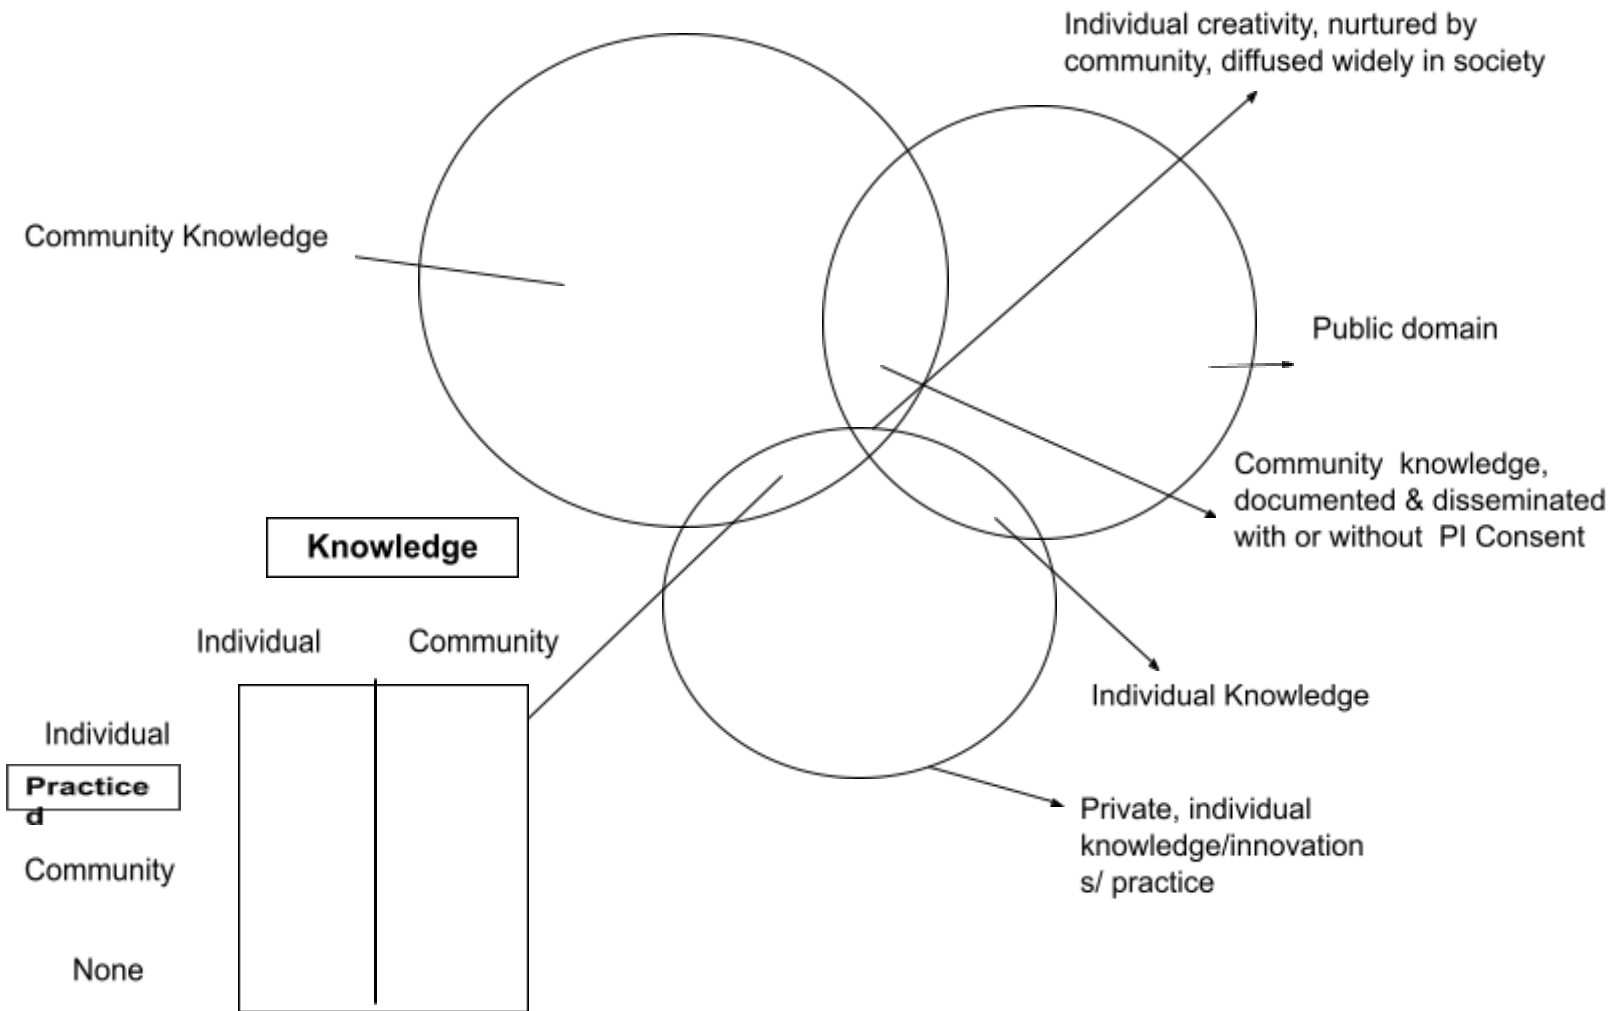 Individual creativity, nurtured by
community, diffused widely in society
Community Knowledge
Public domain
Community  knowledge,
documented & disseminated
with or without  PI Consent
Knowledge
Individual
Community
Individual Knowledge
Individual
Practice
d
Community
None
Private, individual
knowledge/innovation
s/ practice